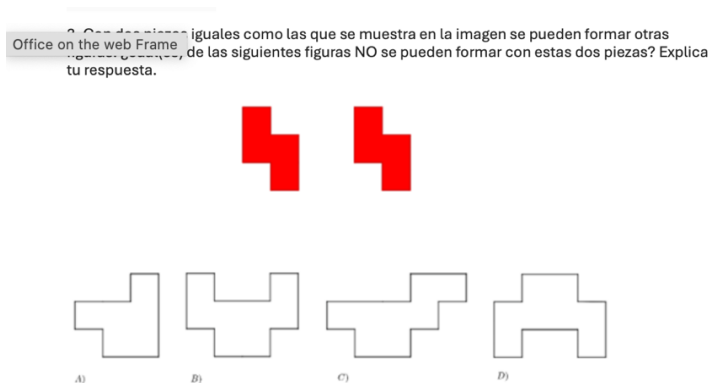 iguales como las que se muestra en la imagen se pueden formar otras
Office on the web Frame
de las siguientes figuras NO se pueden formar con estas dos piezas? Explica
tu respuesta.
A) B) C) D)